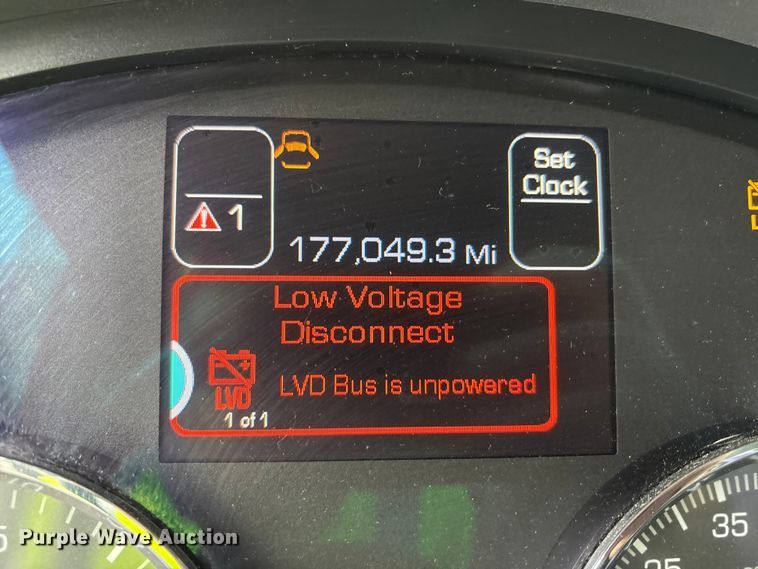 Set
Clock
1
177,049.3 Mi
Low Voltage
Disconnect
LVD Bus is unpowered
LVD
1 of 1
35
25
Purple Wave Auction